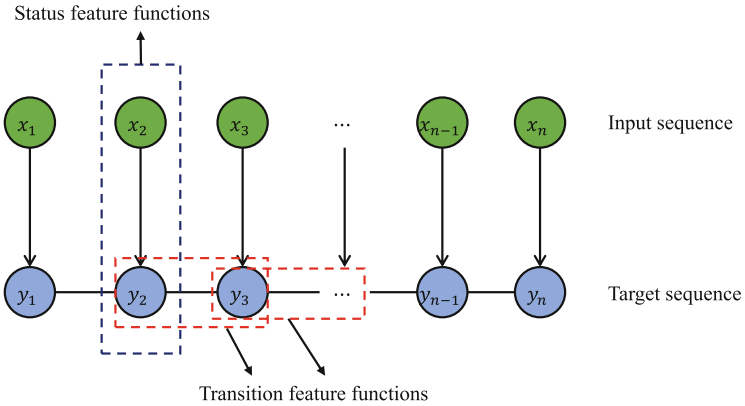 Status feature functions
x₁ x₂ x₃ ... xₙ₋₁ xₙ Input sequence
y₁ y₂ y₃ ... yₙ₋₁ yₙ Target sequence
Transition feature functions